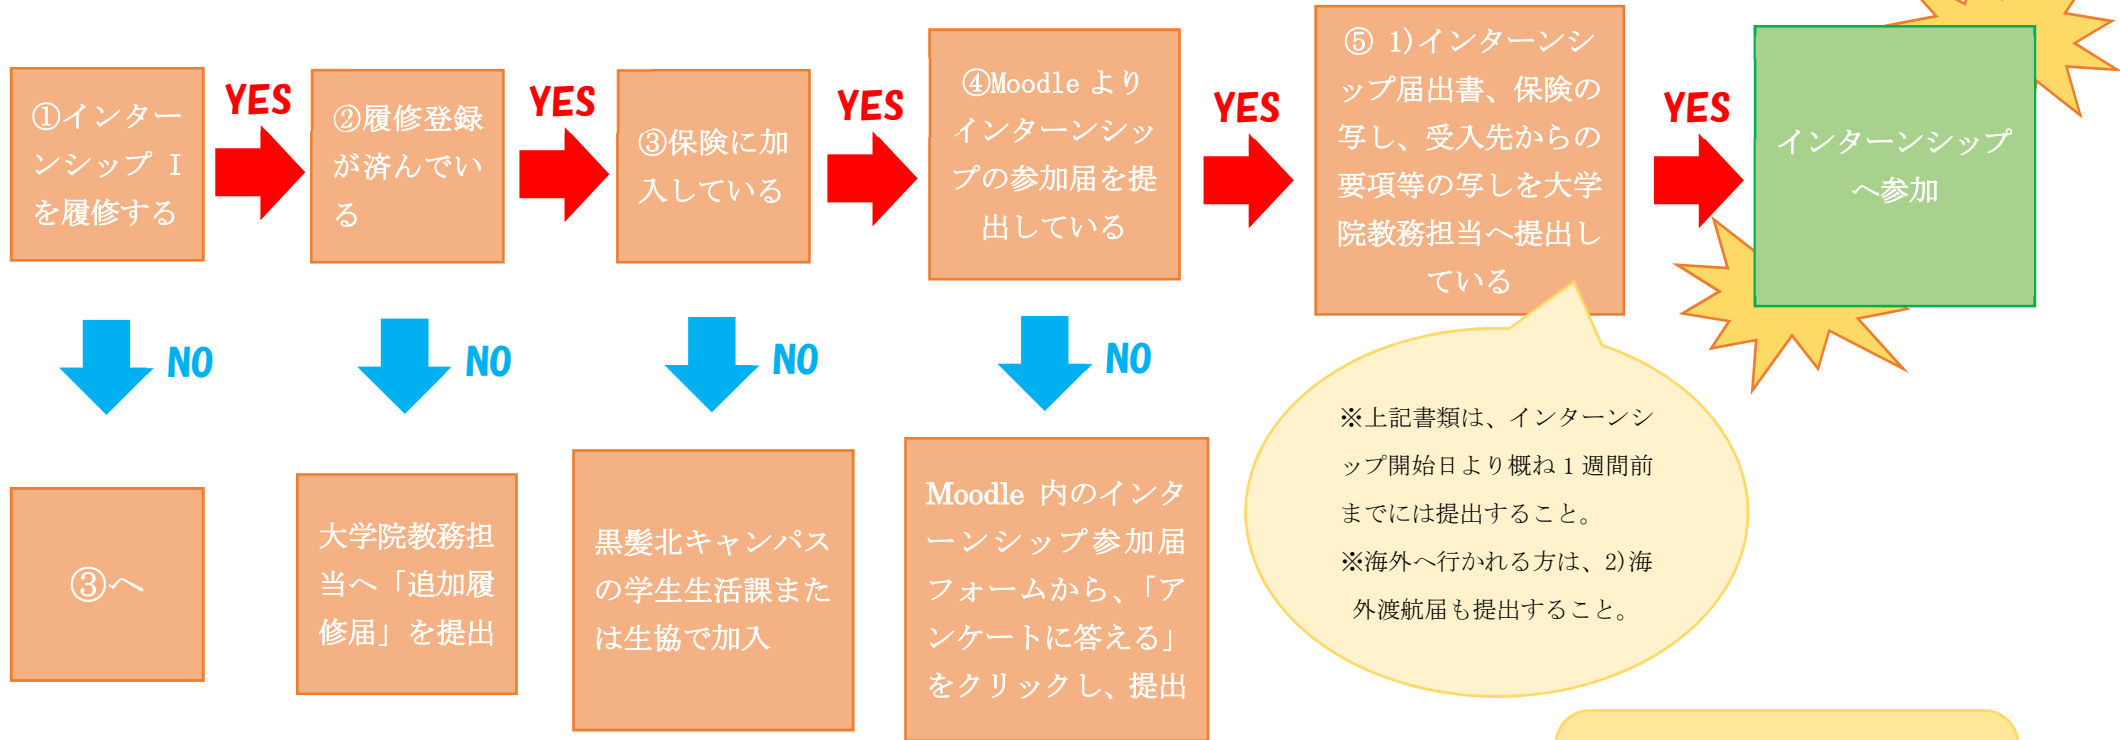 ①インター
ンシップ I
を履修する
YES
②履修登録
が済んでい
る
YES
③保険に加
入している
YES
④Moodle より
インターンシッ
プの参加届を提
出している
YES
⑤ 1)インターンシ
ップ届出書、保険の
写し、受入先からの
要項等の写しを大学
院教務担当へ提出し
ている
YES
インターンシップ
へ参加
NO
NO
NO
NO
③へ
大学院教務担
当へ「追加履
修届」を提出
黒髪北キャンパス
の学生生活課また
は生協で加入
Moodle 内のインタ
ーンシップ参加届
フォームから、「ア
ンケートに答える」
をクリックし、提出
※上記書類は、インターンシ
ップ開始日より概ね 1 週間前
までには提出すること。
※海外へ行かれる方は、2)海
外渡航届も提出すること。